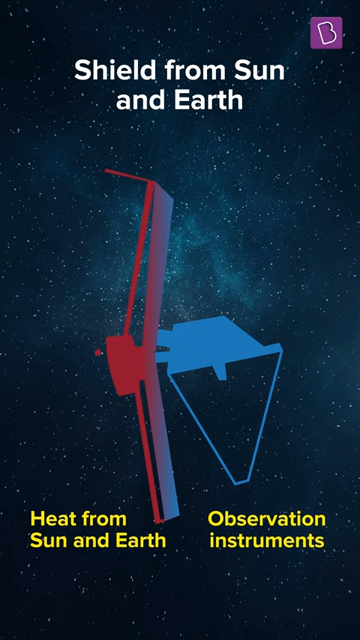 B
Shield from Sun
and Earth
Heat from
Sun and Earth
Observation
instruments